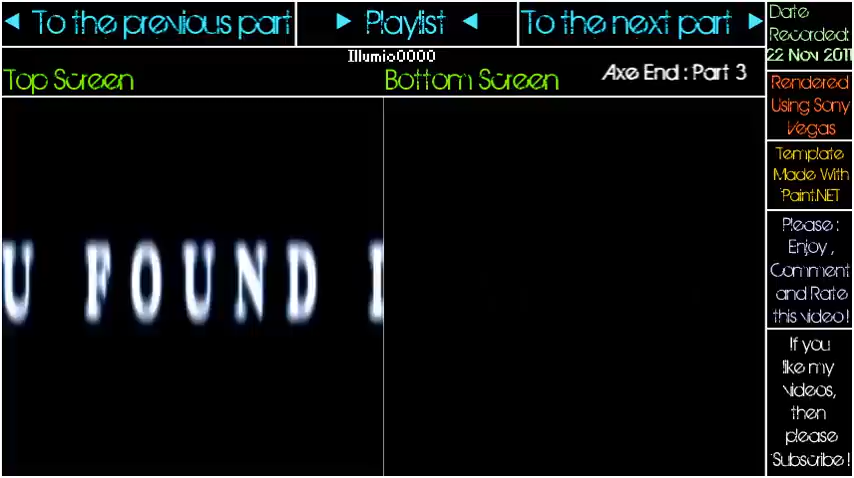 ◄ To the previous part
► Playlist ◄
To the next part ►
Illumio0000
Top Screen
Bottom Screen
Axe End : Part 3
U FOUND
Date
Recorded:
22 Nov 2011
Rendered
Using Sony
Vegas
Template
Made With
Paint.NET
Please :
Enjoy ,
Comment
and Rate
this video!
If you
like my
videos,
then
please
Subscribe!